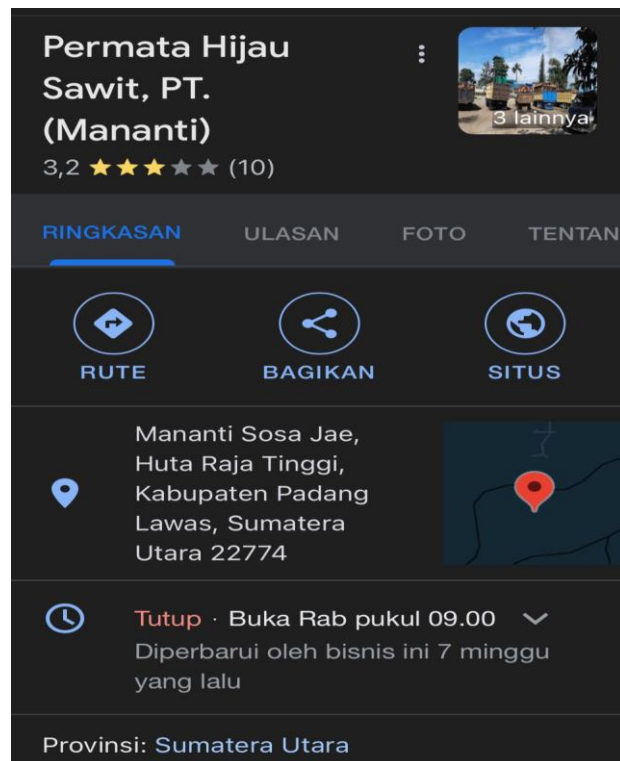 Permata Hijau
Sawit, PT.
(Mananti)
3 lainnya
3,2 (10)
RINGKASAN ULASAN FOTO TENTAN
RUTE BAGIKAN SITUS
Mananti Sosa Jae,
Huta Raja Tinggi,
Kabupaten Padang
Lawas, Sumatera
Utara 22774
Tutup · Buka Rab pukul 09.00
Diperbarui oleh bisnis ini 7 minggu
yang lalu
Provinsi: Sumatera Utara